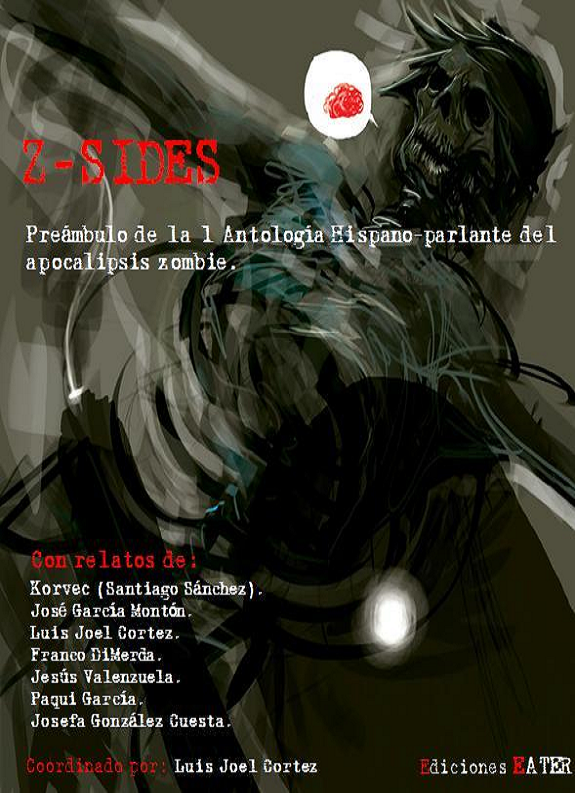 Z-SIDES
Preámbulo de la 1 Antología Hispano-parlante del
apocalipsis zombie.
Con relatos de:
Korvec (Santiago Sánchez).
José García Montón.
Luis Joel Cortez.
Franco DiMerda.
Jesús Valenzuela.
Paqui García.
Josefa González Cuesta.
Coordinado por: Luis Joel Cortez
Ediciones EATER